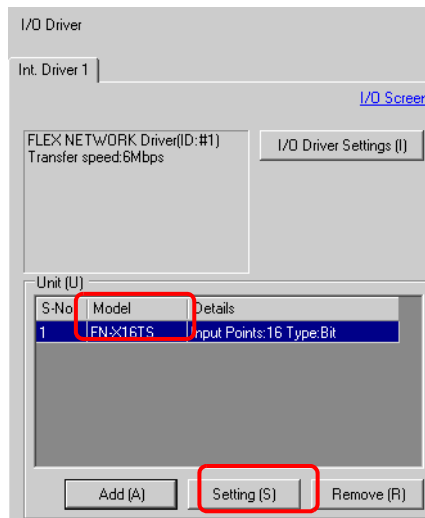 I/O Driver
Int. Driver 1
I/O Screen
FLEX NETWORK Driver(ID:#1)
Transfer speed:6Mbps
I/O Driver Settings (I)
Unit (U)
S-No Model Details
1 FN-X16TS Input Points:16 Type:Bit
Add (A) Setting (S) Remove (R)